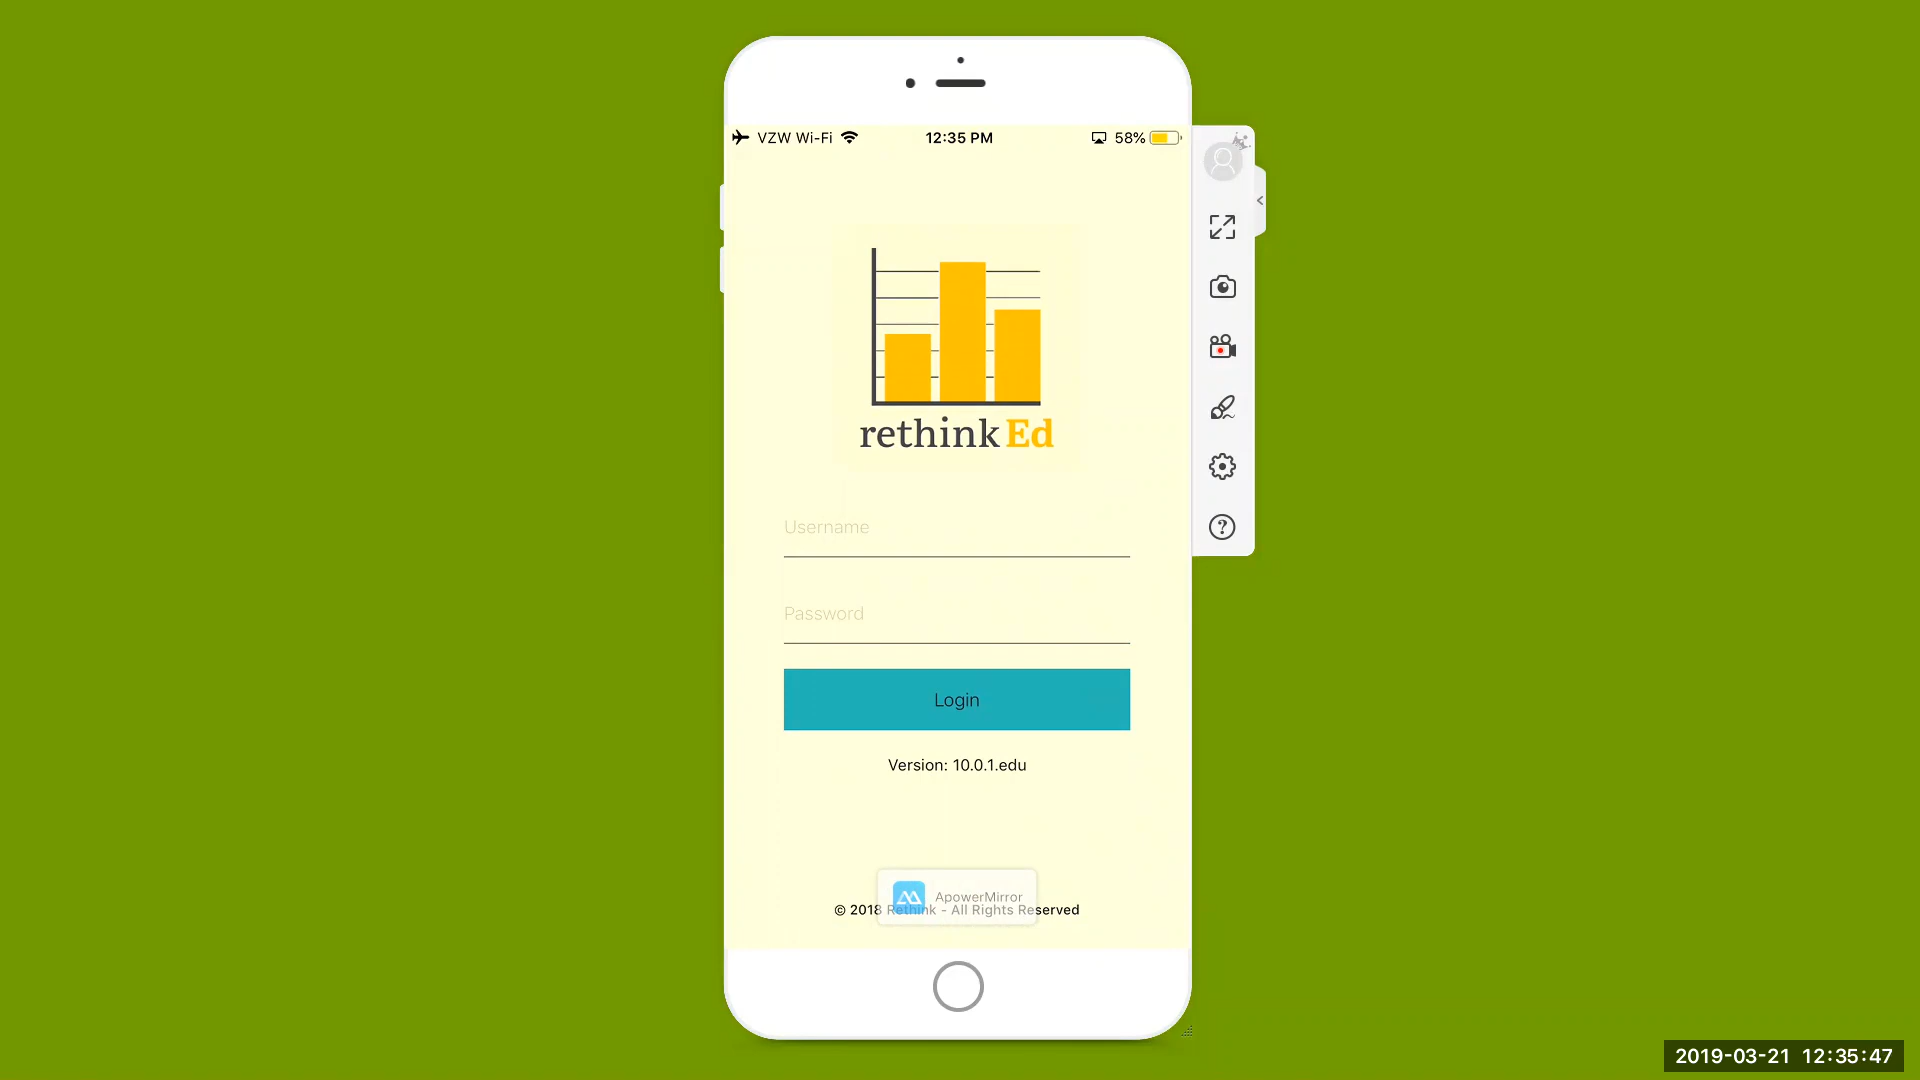 VZW Wi-Fi 12:35 PM 58%
rethink Ed
Username
Password
Login
Version: 10.0.1.edu
ApowerMirror
© 2018 Rethink - All Rights Reserved
2019-03-21 12:35:47